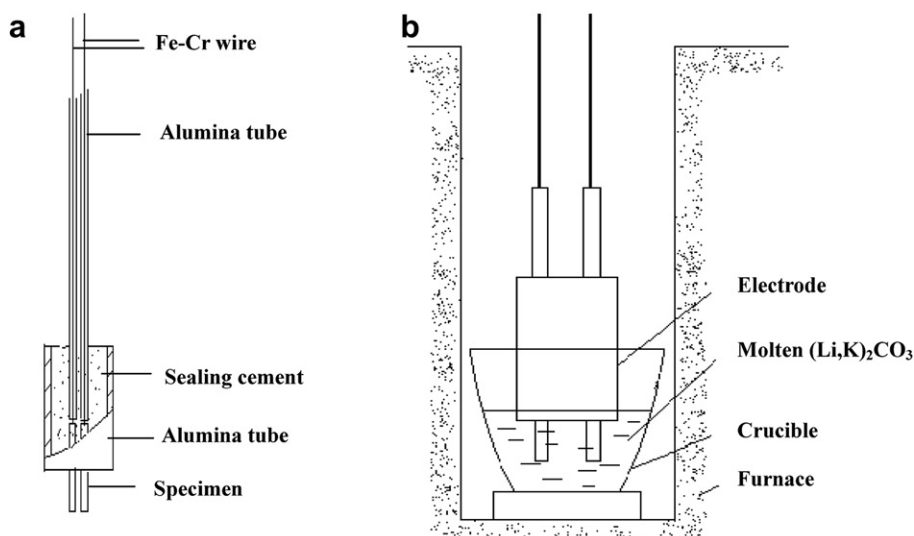 a
Fe-Cr wire
Alumina tube
Sealing cement
Alumina tube
Specimen
b
Electrode
Molten (Li,K)₂CO₃
Crucible
Furnace